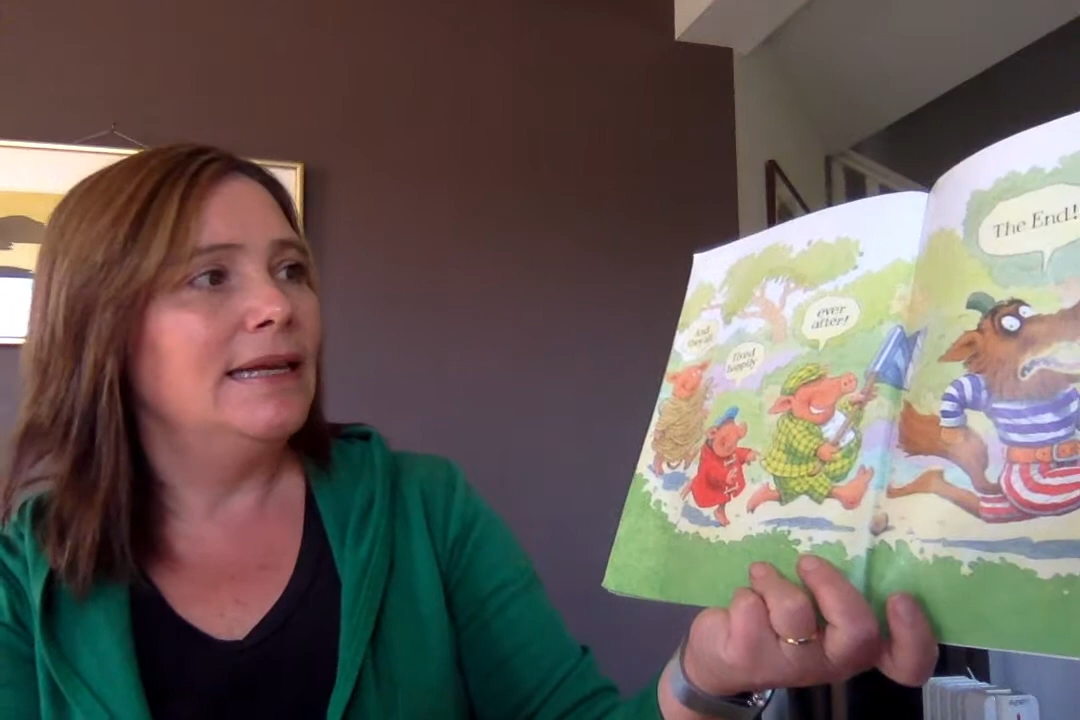 And
they all
lived
happily
ever
after!
The End!